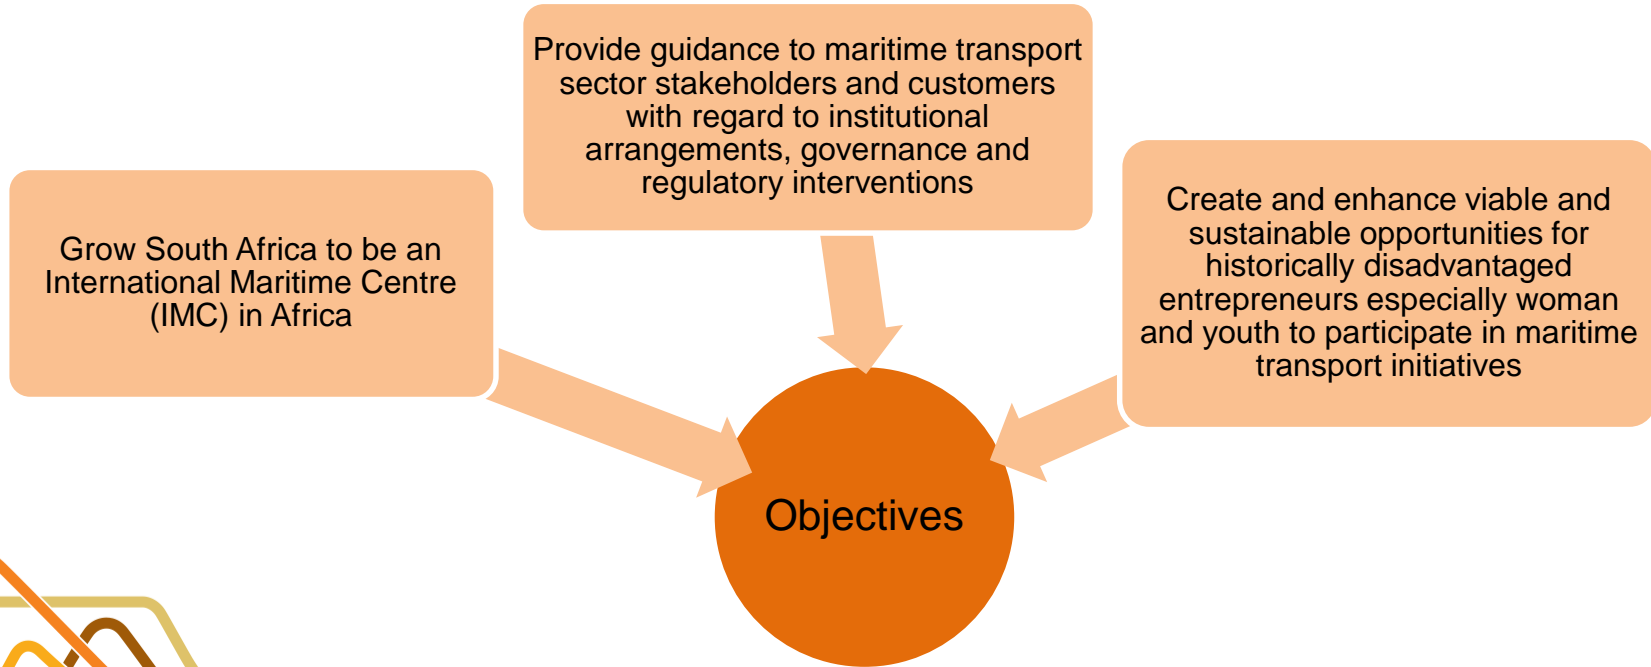 Grow South Africa to be an
International Maritime Centre
(IMC) in Africa
Provide guidance to maritime transport
sector stakeholders and customers
with regard to institutional
arrangements, governance and
regulatory interventions
Create and enhance viable and
sustainable opportunities for
historically disadvantaged
entrepreneurs especially woman
and youth to participate in maritime
transport initiatives
Objectives